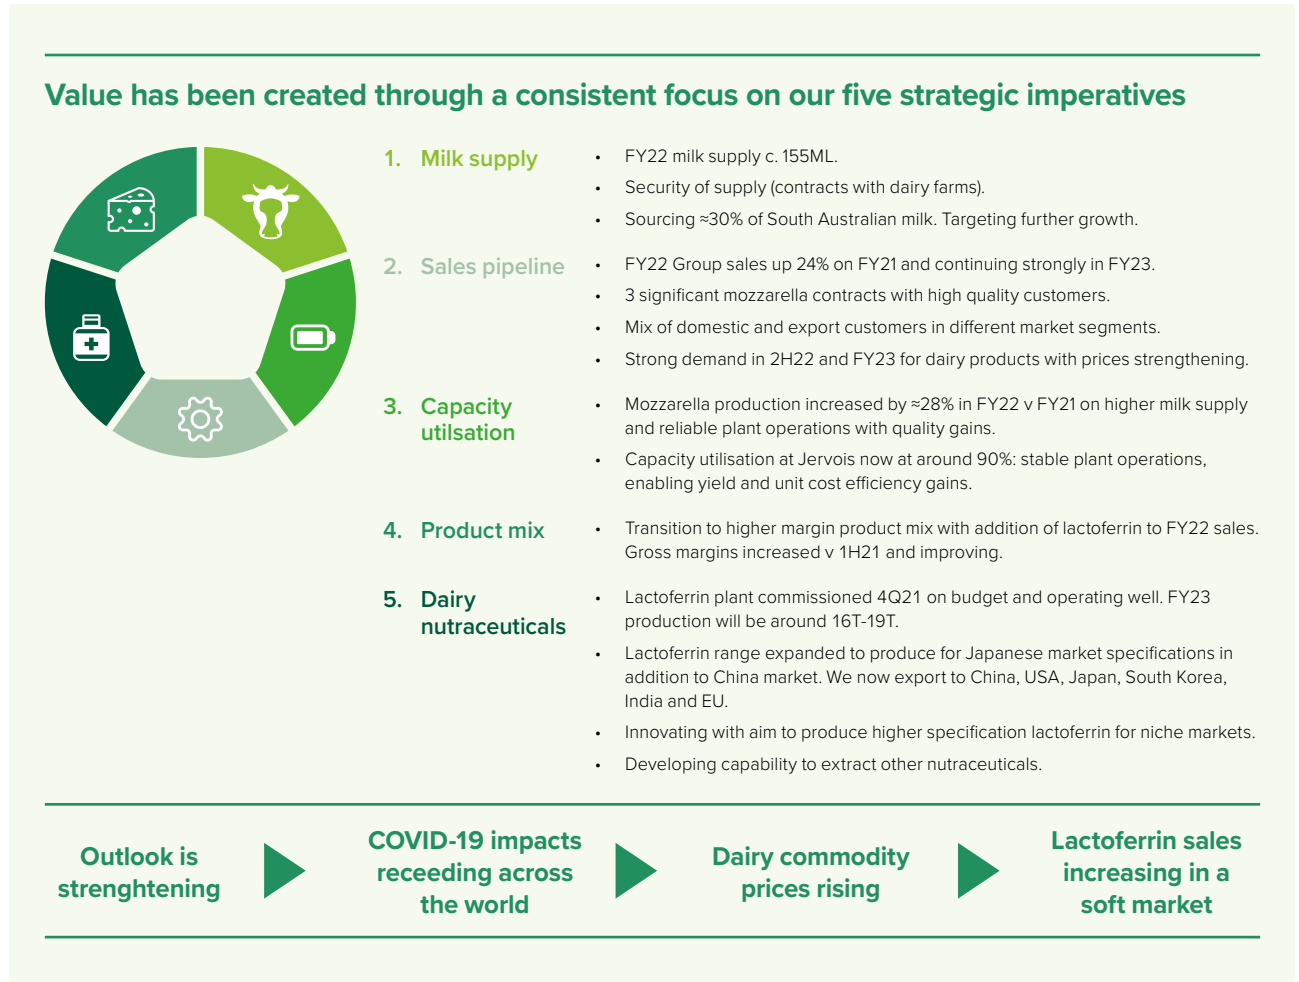 Value has been created through a consistent focus on our five strategic imperatives
1. Milk supply
• FY22 milk supply c. 155ML.
• Security of supply (contracts with dairy farms).
• Sourcing ≈30% of South Australian milk. Targeting further growth.
2. Sales pipeline
• FY22 Group sales up 24% on FY21 and continuing strongly in FY23.
• 3 significant mozzarella contracts with high quality customers.
• Mix of domestic and export customers in different market segments.
• Strong demand in 2H22 and FY23 for dairy products with prices strengthening.
3. Capacity
utilsation
• Mozzarella production increased by ≈28% in FY22 v FY21 on higher milk supply
and reliable plant operations with quality gains.
• Capacity utilisation at Jervois now at around 90%: stable plant operations,
enabling yield and unit cost efficiency gains.
4. Product mix
• Transition to higher margin product mix with addition of lactoferrin to FY22 sales.
Gross margins increased v 1H21 and improving.
5. Dairy
nutraceuticals
• Lactoferrin plant commissioned 4Q21 on budget and operating well. FY23
production will be around 16T-19T.
• Lactoferrin range expanded to produce for Japanese market specifications in
addition to China market. We now export to China, USA, Japan, South Korea,
India and EU.
• Innovating with aim to produce higher specification lactoferrin for niche markets.
• Developing capability to extract other nutraceuticals.
Outlook is
strenghtening
COVID-19 impacts
receeding across
the world
Dairy commodity
prices rising
Lactoferrin sales
increasing in a
soft market